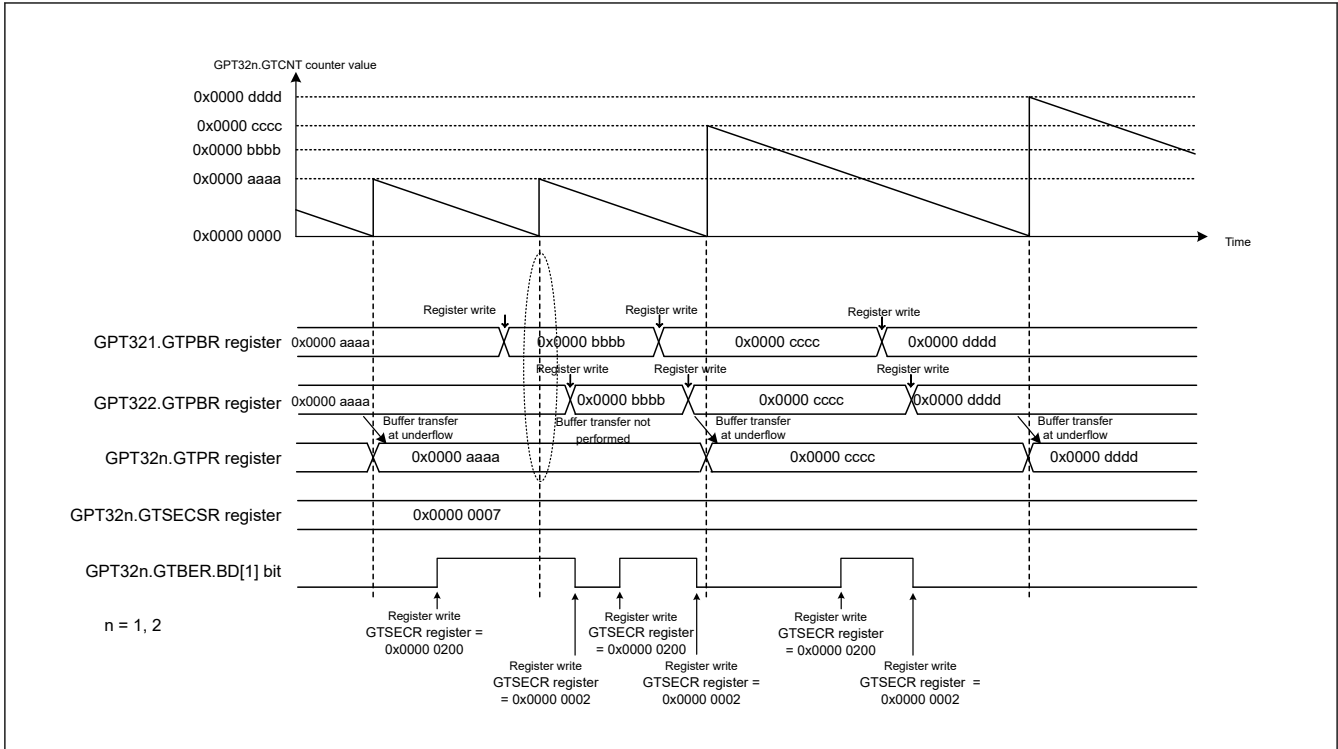 GPT32n.GTCNT counter value
0x0000 dddd
0x0000 cccc
0x0000 bbbb
0x0000 aaaa
0x0000 0000
Time
Register write
Register write
Register write
GPT321.GTPBR register
0x0000 aaaa
0x0000 bbbb
0x0000 cccc
0x0000 dddd
Register write
Register write
Register write
GPT322.GTPBR register
0x0000 aaaa
0x0000 bbbb
0x0000 cccc
0x0000 dddd
Buffer transfer
at underflow
Buffer transfer not
performed
Buffer transfer
at underflow
Buffer transfer
at underflow
GPT32n.GTPR register
0x0000 aaaa
0x0000 cccc
0x0000 dddd
GPT32n.GTSECSR register
0x0000 0007
GPT32n.GTBER.BD[1] bit
n = 1, 2
Register write
GTSECR register =
0x0000 0200
Register write
GTSECR register
= 0x0000 0002
Register write
GTSECR register
= 0x0000 0200
Register write
GTSECR register =
0x0000 0002
Register write
GTSECR register
= 0x0000 0200
Register write
GTSECR register =
0x0000 0002